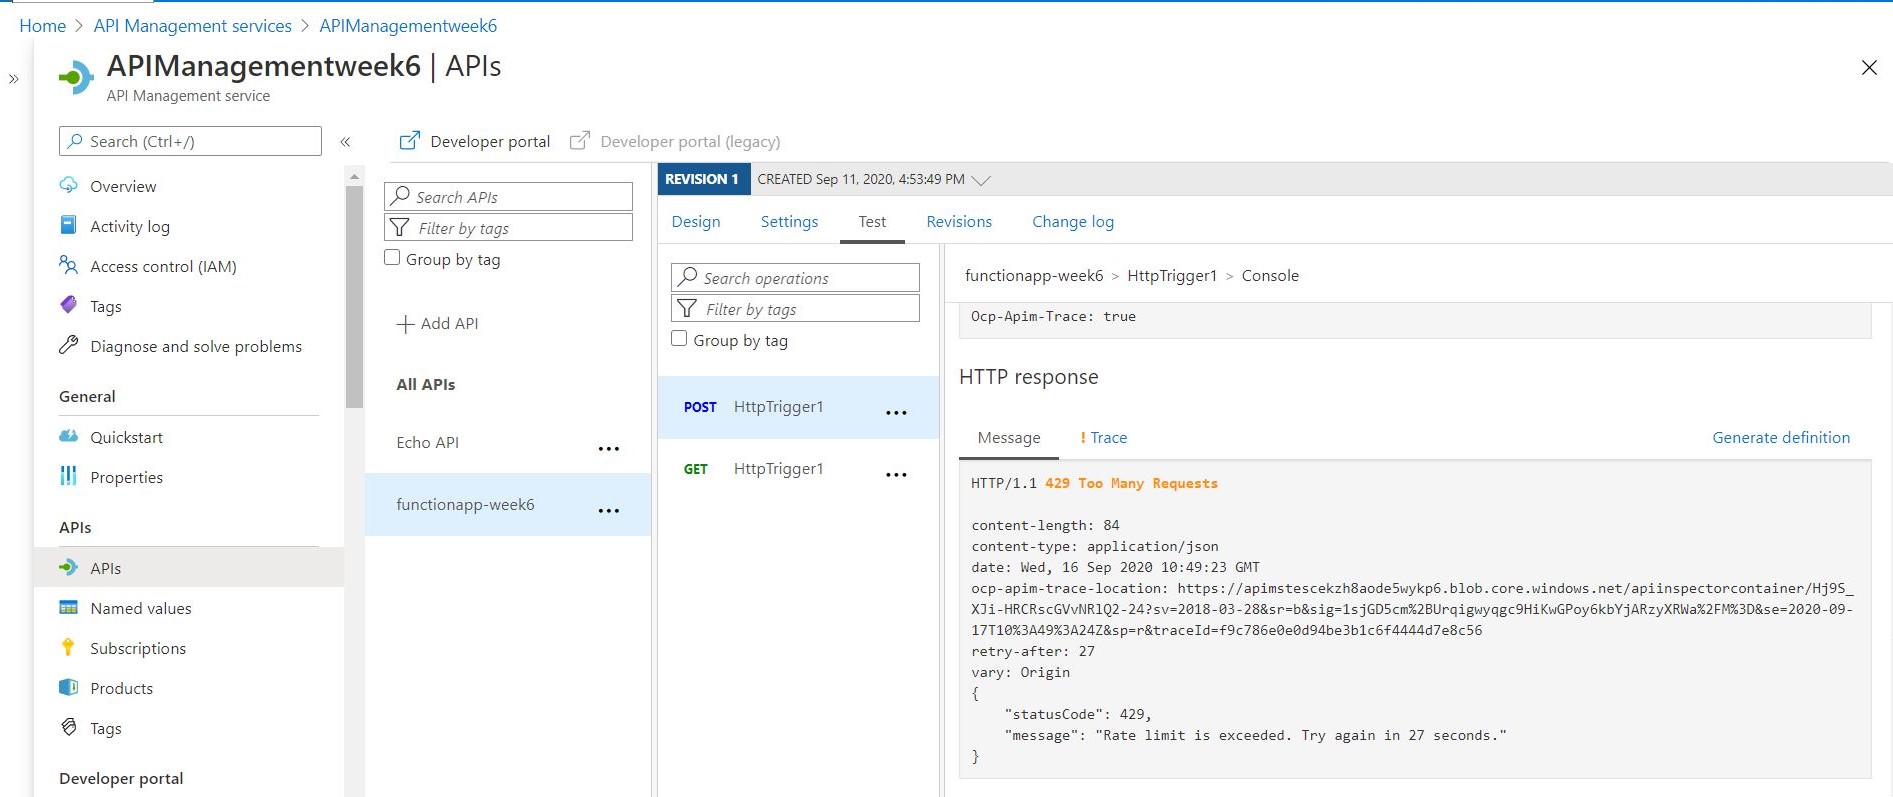 Home > API Management services > APIManagementweek6
»
APIManagementweek6 | APIs
API Management service
Search (Ctrl+/)
«
Overview
Activity log
Access control (IAM)
Tags
Diagnose and solve problems
General
Quickstart
Properties
APIs
APIs
Named values
Subscriptions
Products
Tags
Developer portal
Developer portal
Developer portal (legacy)
Search APIs
Filter by tags
Group by tag
Add API
All APIs
Echo API
...
functionapp-week6
...
REVISION 1
CREATED Sep 11, 2020, 4:53:49 PM
Design
Settings
Test
Revisions
Change log
Search operations
Filter by tags
Group by tag
POST HttpTrigger1 ...
GET HttpTrigger1 ...
functionapp-week6 > HttpTrigger1 > Console
Ocp-Apim-Trace: true
HTTP response
Message
! Trace
Generate definition
HTTP/1.1 429 Too Many Requests
content-length: 84
content-type: application/json
date: Wed, 16 Sep 2020 10:49:23 GMT
ocp-apim-trace-location: https://apimstescekzh8aode5wykp6.blob.core.windows.net/apiinspectorcontainer/Hj9S_
XJi-HRCRscGVvNRlQ2-24?sv=2018-03-28&sr=b&sig=1sjGD5cm%2BUrqigwyqgc9HiKwGPoy6kbYjARzyXRWa%2FM%3D&se=2020-09-
17T10%3A49%3A24Z&sp=r&traceId=f9c786e0e0d94be3b1c6f4444d7e8c56
retry-after: 27
vary: Origin
{
"statusCode": 429,
"message": "Rate limit is exceeded. Try again in 27 seconds."
}